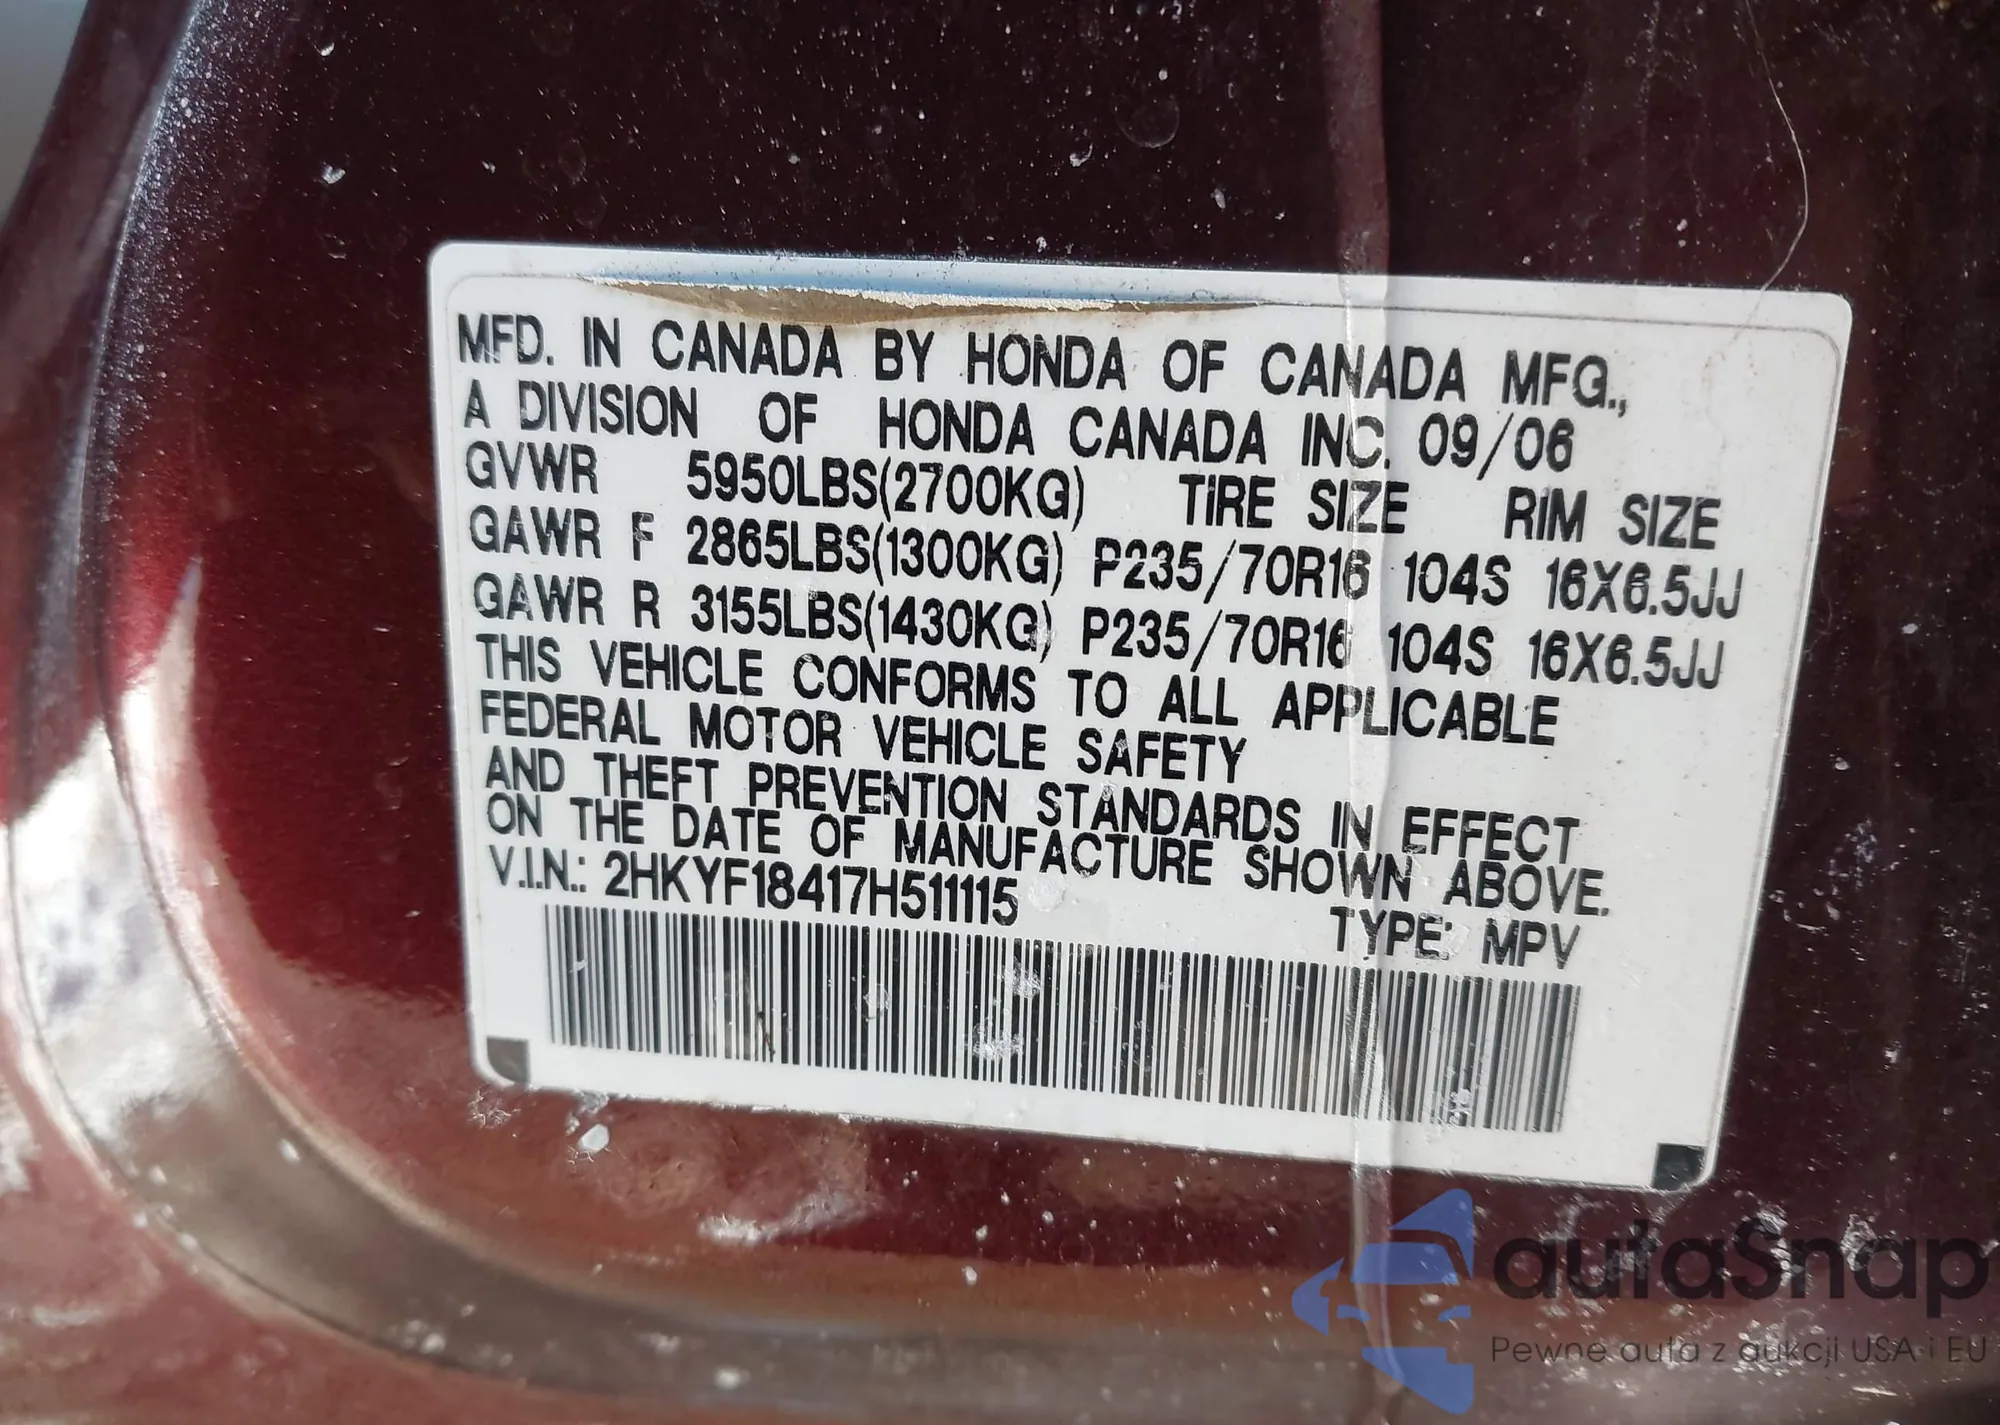 MFD. IN CANADA BY HONDA OF CANADA MFG.,
A DIVISION OF HONDA CANADA INC. 09/06
GVWR 5950LBS(2700KG) TIRE SIZE RIM SIZE
GAWR F 2865LBS(1300KG) P235/70R16 104S 16X6.5JJ
GAWR R 3155LBS(1430KG) P235/70R16 104S 16X6.5JJ
THIS VEHICLE CONFORMS TO ALL APPLICABLE
FEDERAL MOTOR VEHICLE SAFETY
AND THEFT PREVENTION STANDARDS IN EFFECT
ON THE DATE OF MANUFACTURE SHOWN ABOVE.
V.I.N.: 2HKYF18417H511115
TYPE: MPV
autaSnap
Pewne auta z aukcji USA i EU